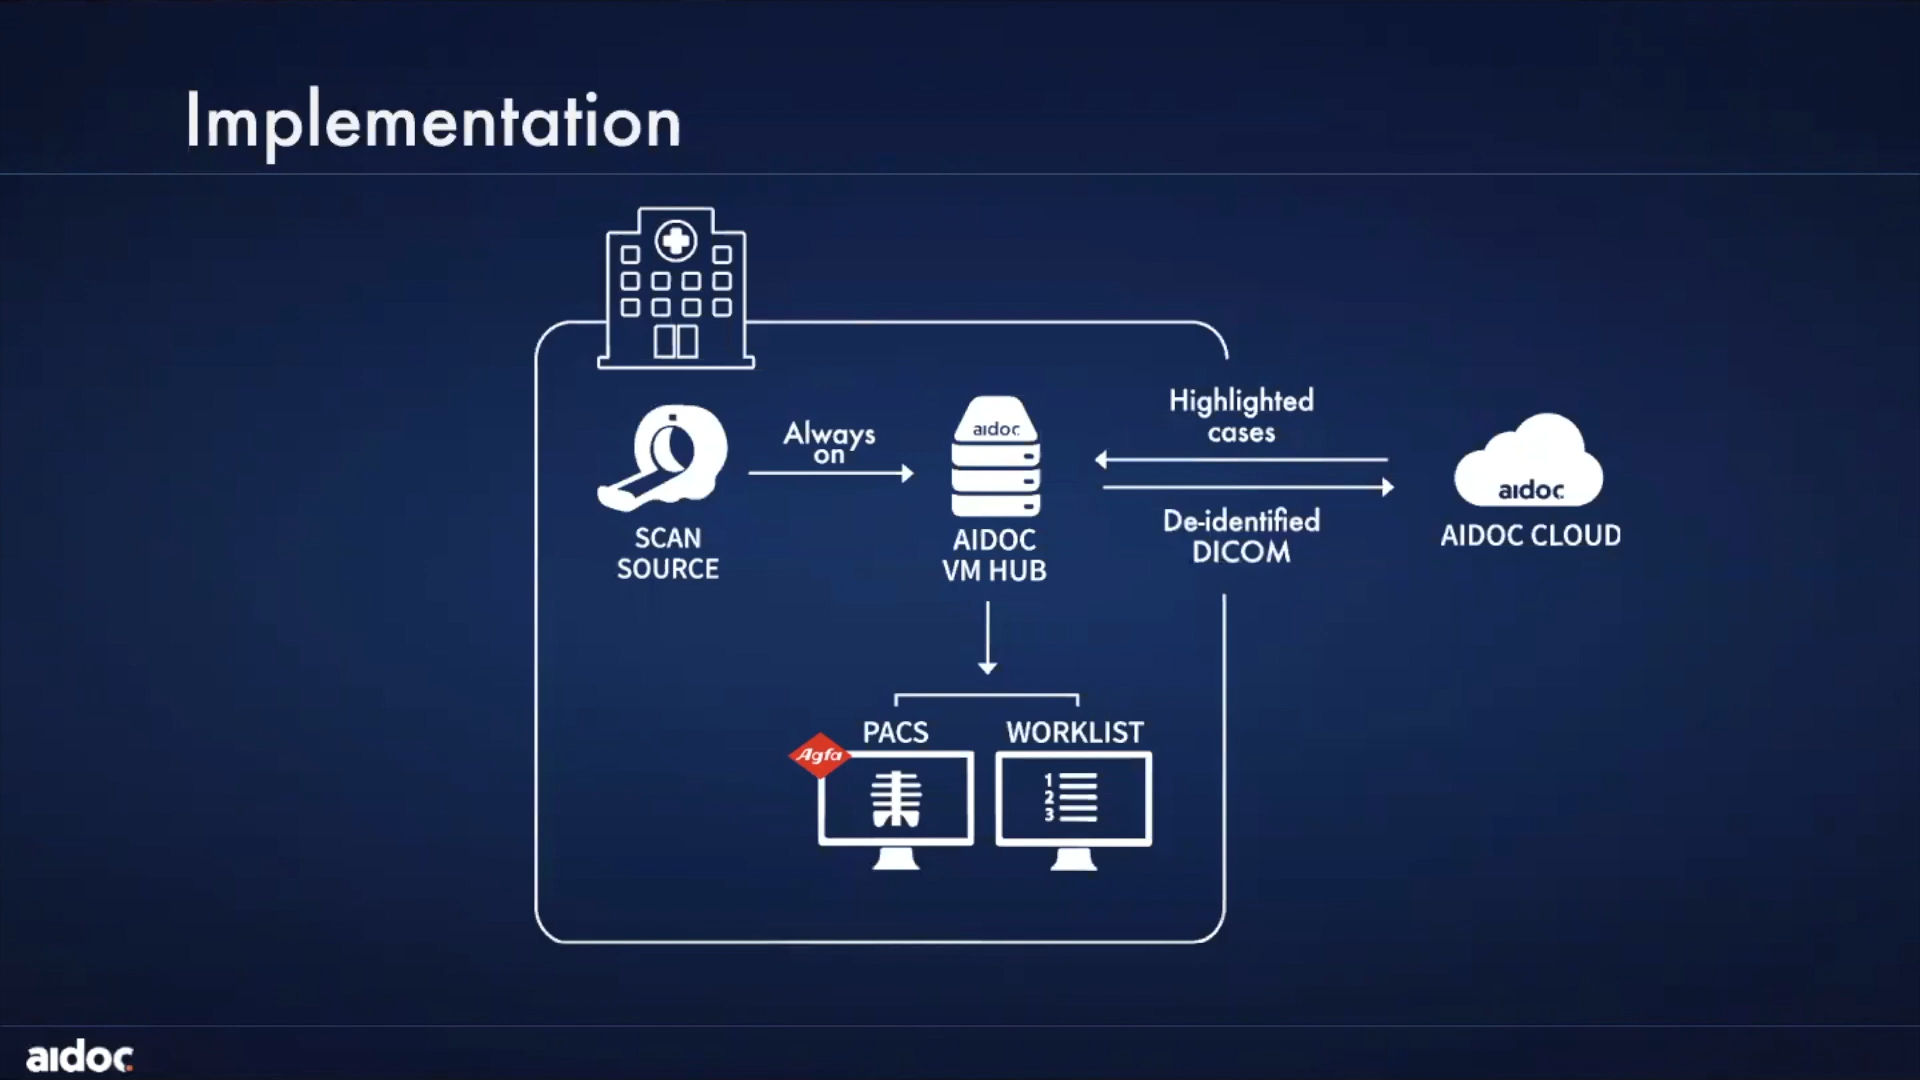 Implementation
Always
on
aidoc
Highlighted
cases
De-identified
DICOM
aidoc
SCAN
SOURCE
AIDOC
VM HUB
AIDOC CLOUD
PACS
WORKLIST
Agfa
1
2
3
aidoc